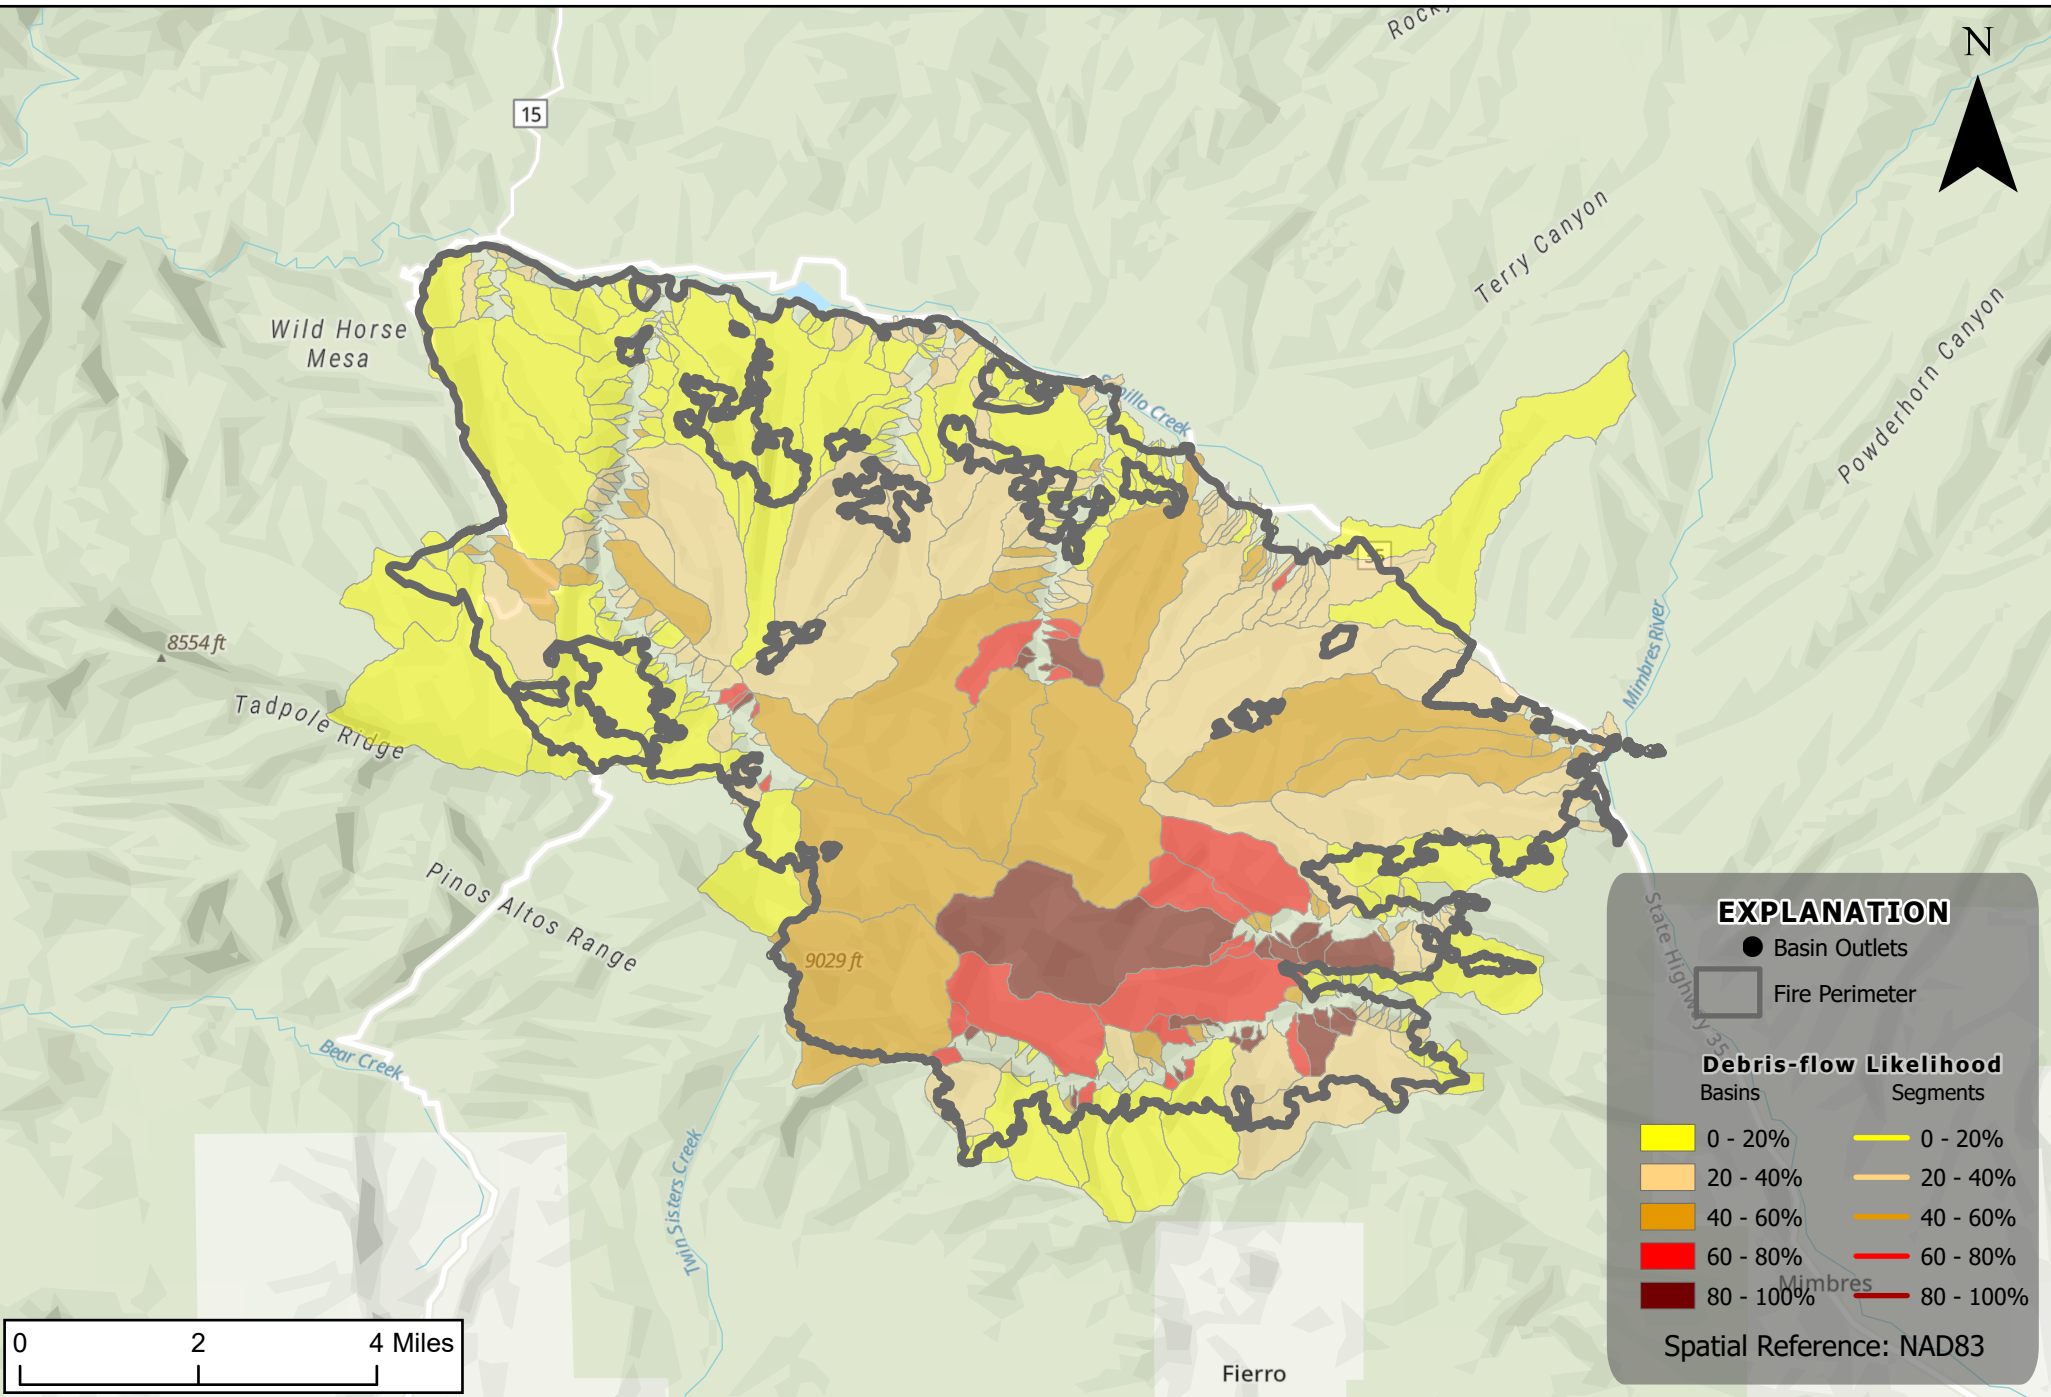 Rocky
N
15
Terry Canyon
Powderhorn Canyon
Wild Horse
Mesa
Sapillo Creek
35
8554 ft
Tadpole Ridge
Mimbres River
Pinos Altos Range
9029 ft
State Highway 35
Bear Creek
Twin Sisters Creek
Fierro
Mimbres
EXPLANATION
Basin Outlets
Fire Perimeter
Debris-flow Likelihood
Basins Segments
0 - 20% 0 - 20%
20 - 40% 20 - 40%
40 - 60% 40 - 60%
60 - 80% 60 - 80%
80 - 100% 80 - 100%
Spatial Reference: NAD83
0 2 4 Miles